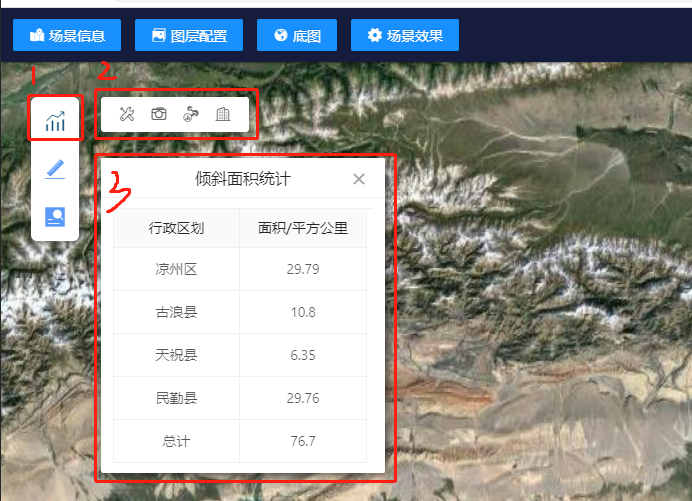 场景信息 图层配置 底图 场景效果
1 2
3
倾斜面积统计
行政区划 面积/平方公里
凉州区 29.79
古浪县 10.8
天祝县 6.35
民勤县 29.76
总计 76.7